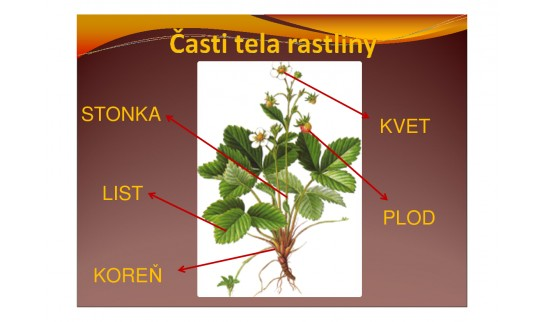 Časti tela rastliny
STONKA
KVET
LIST
PLOD
KOREŇ